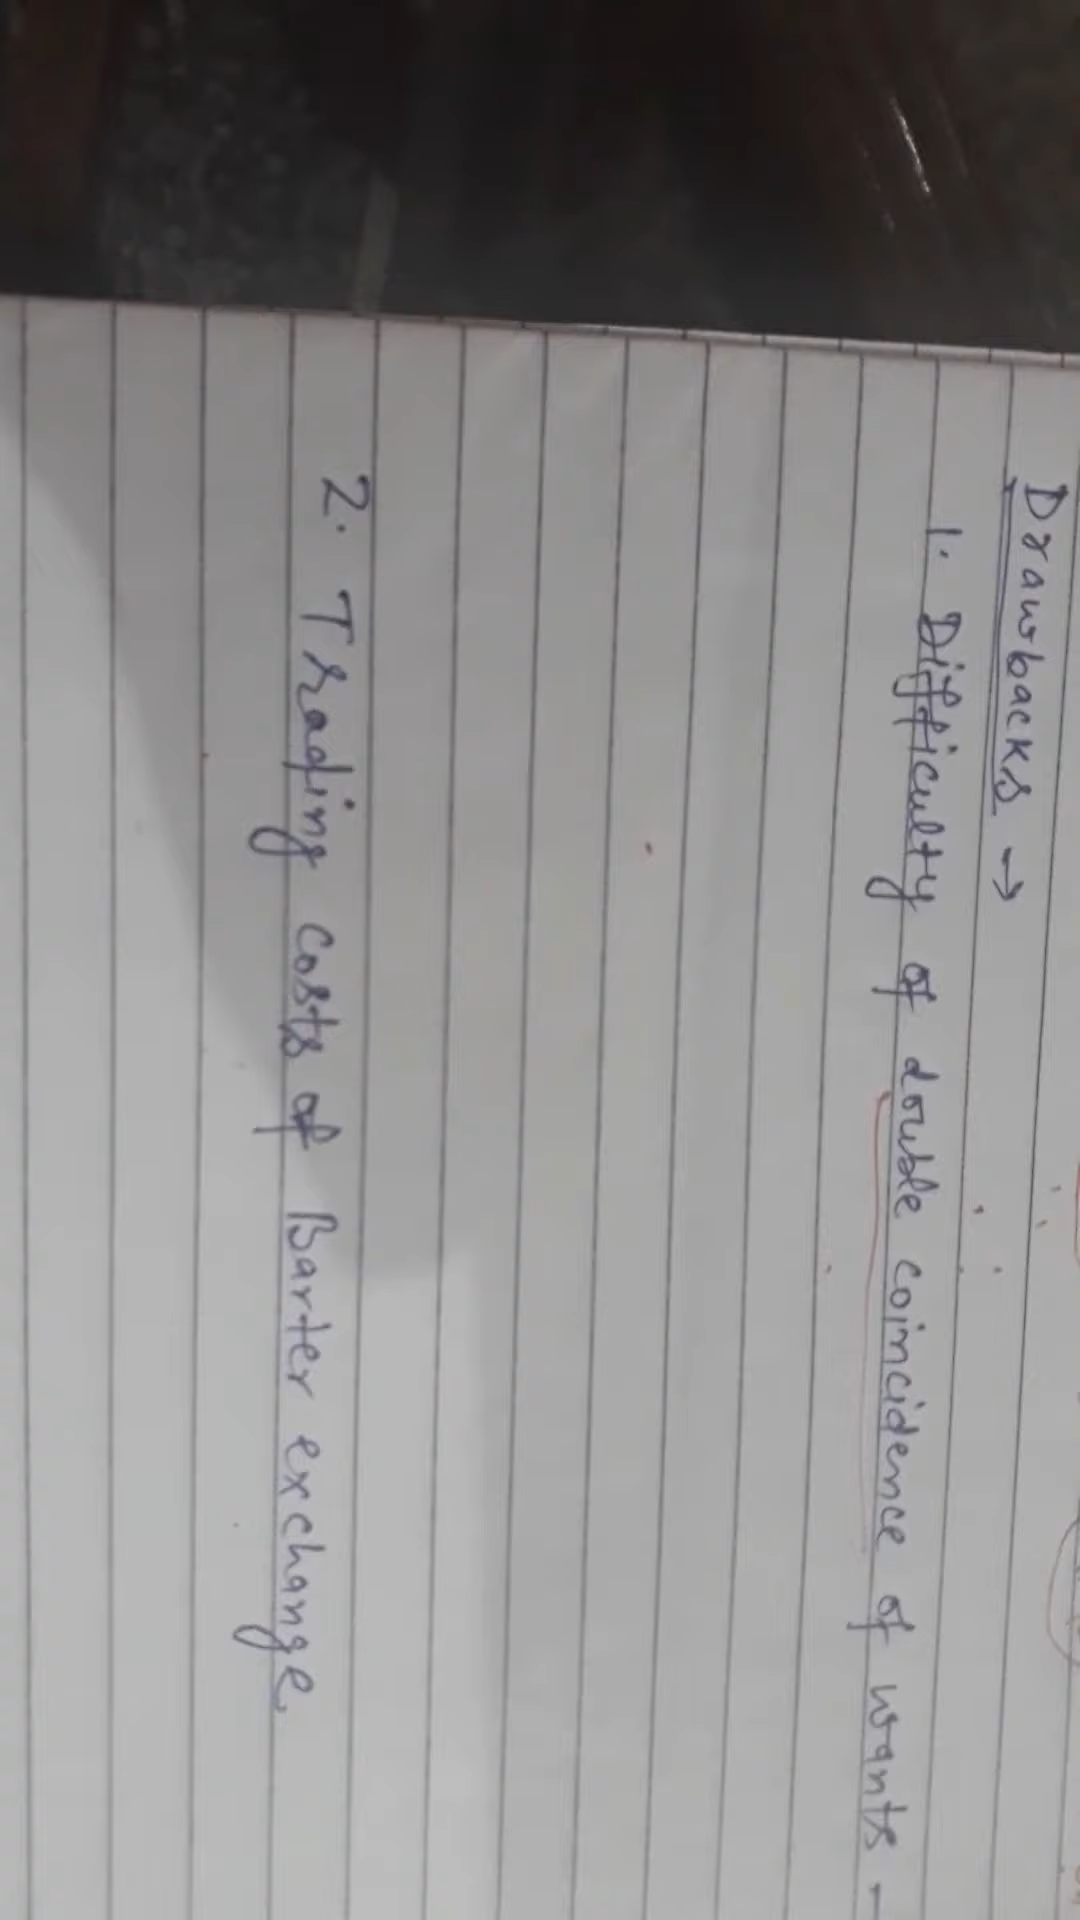 Drawbacks →
1. Difficulty of double coincidence of wants -
2. Trading costs of Barter exchange.